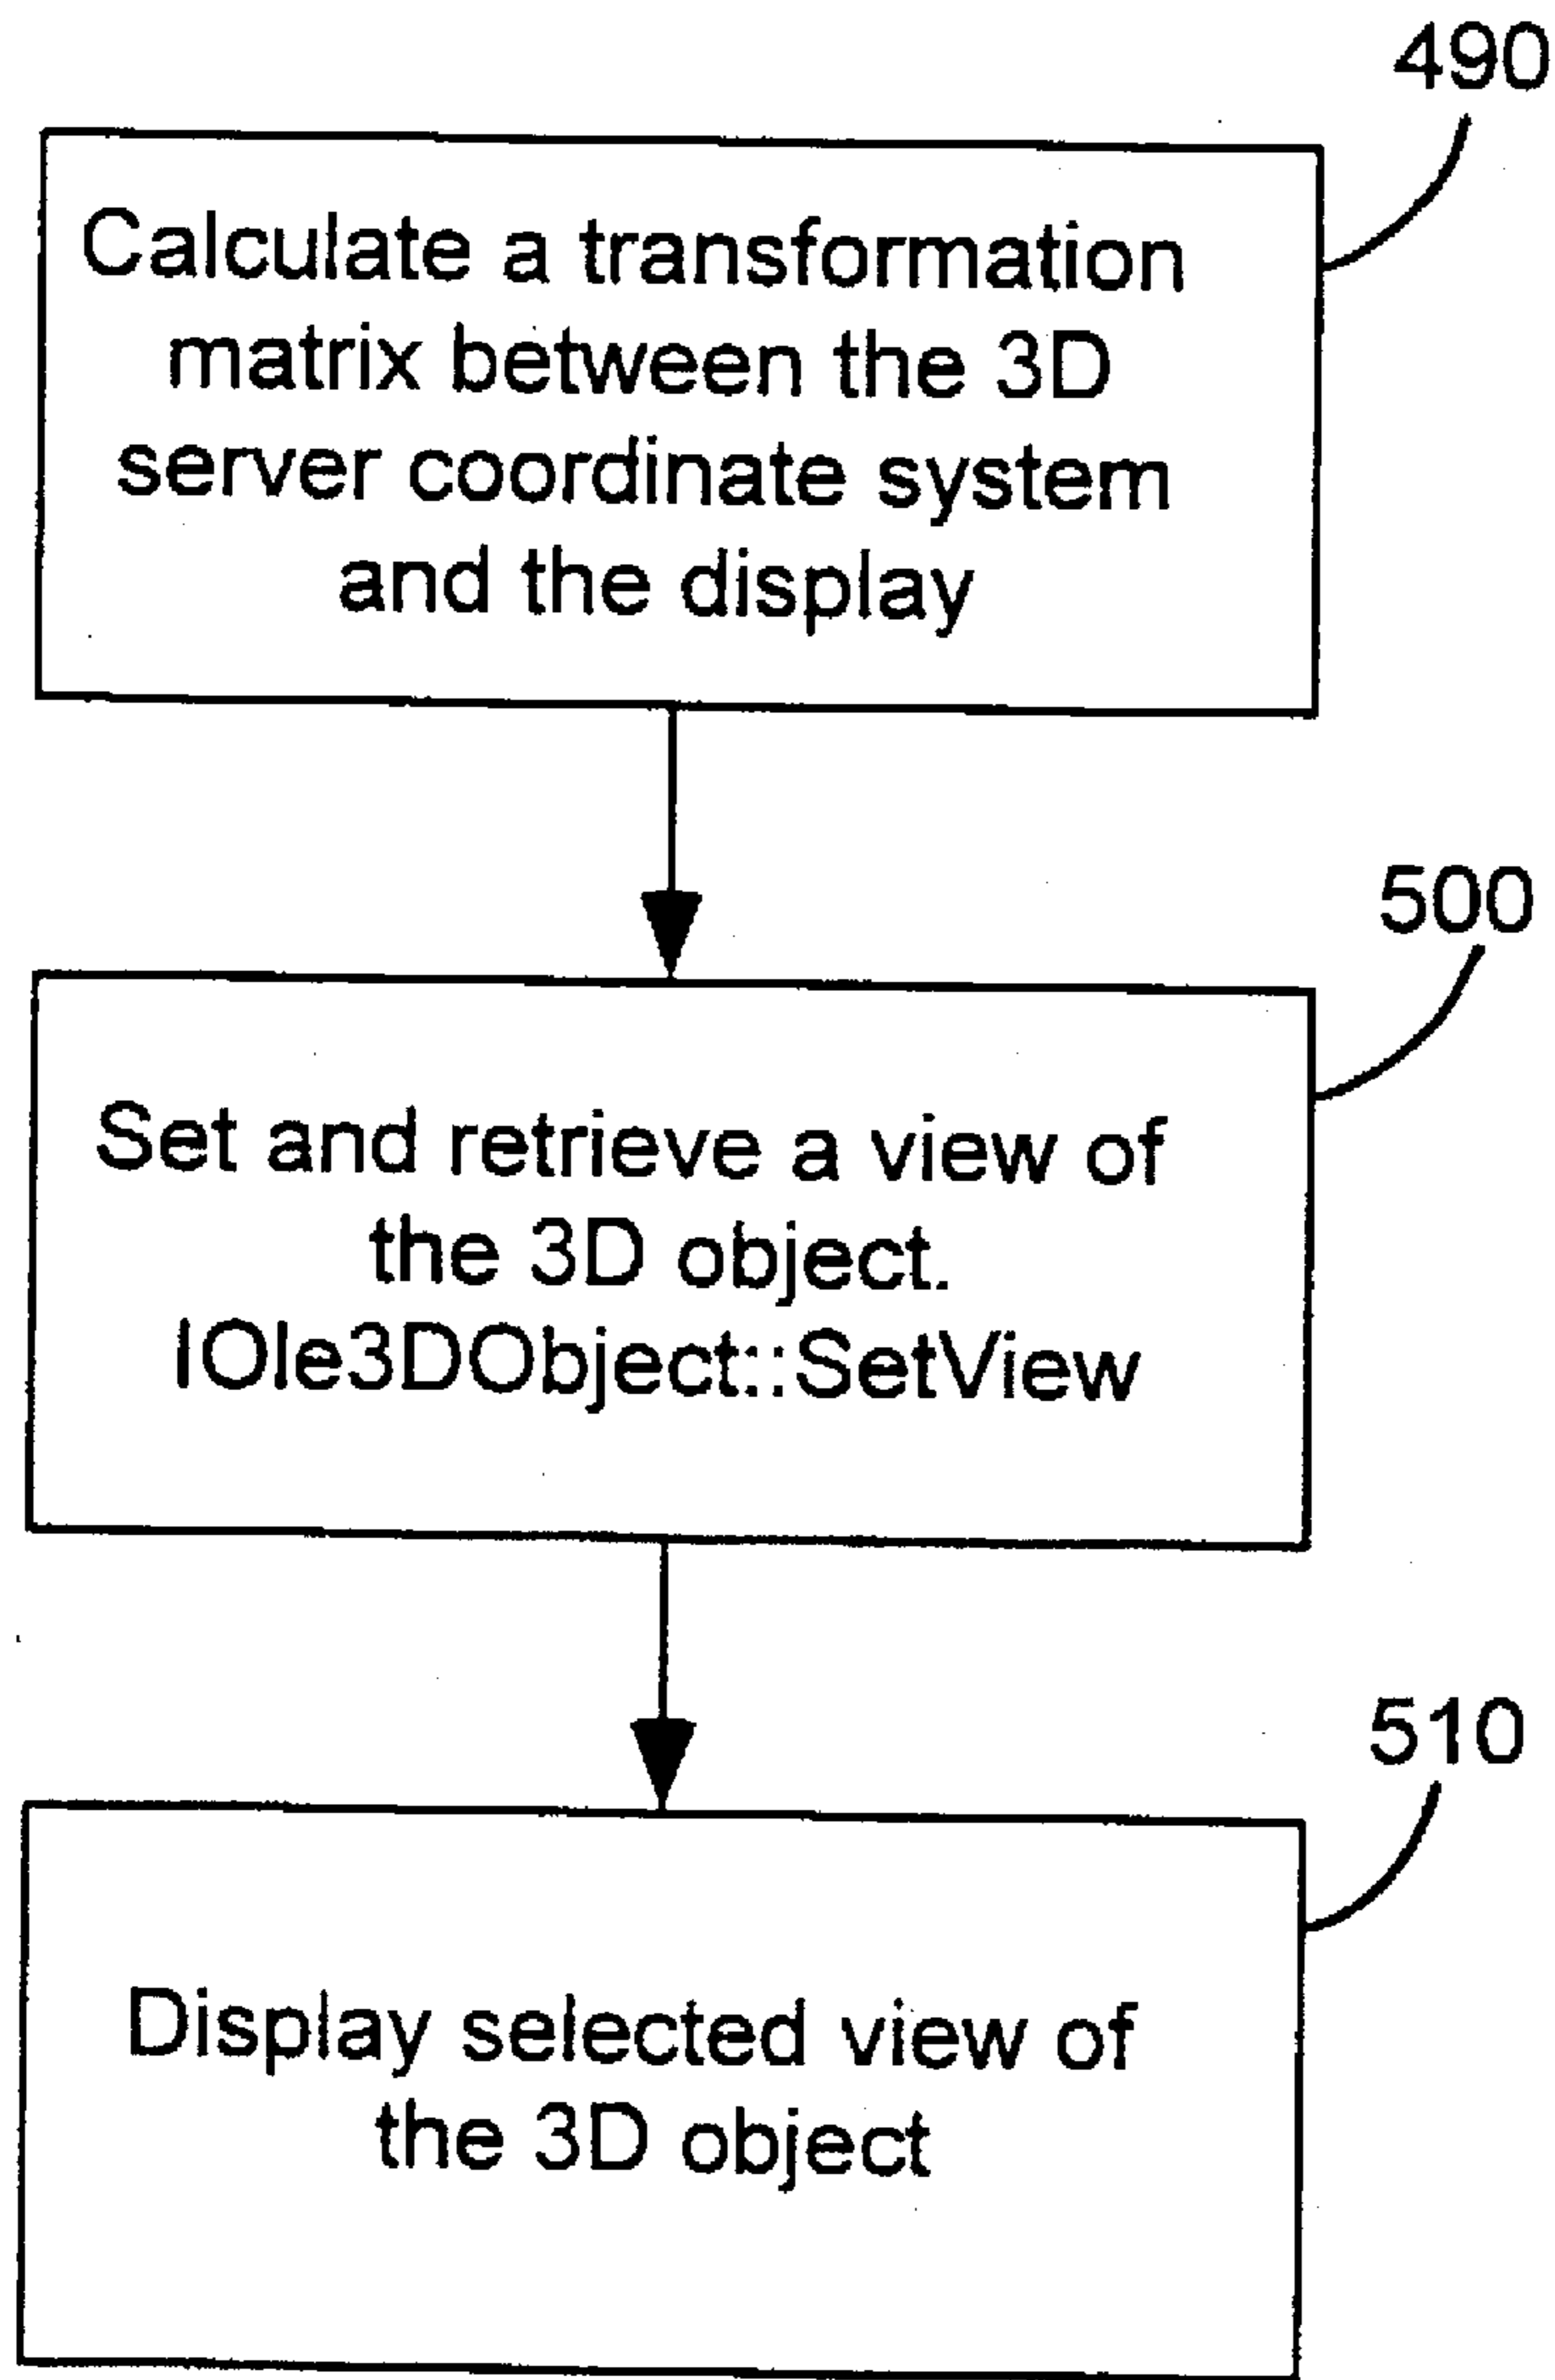 490
Calculate a transformation
matrix between the 3D
server coordinate system
and the display
500
Set and retrieve a view of
the 3D object.
IOle3DObject::SetView
510
Display selected view of
the 3D object